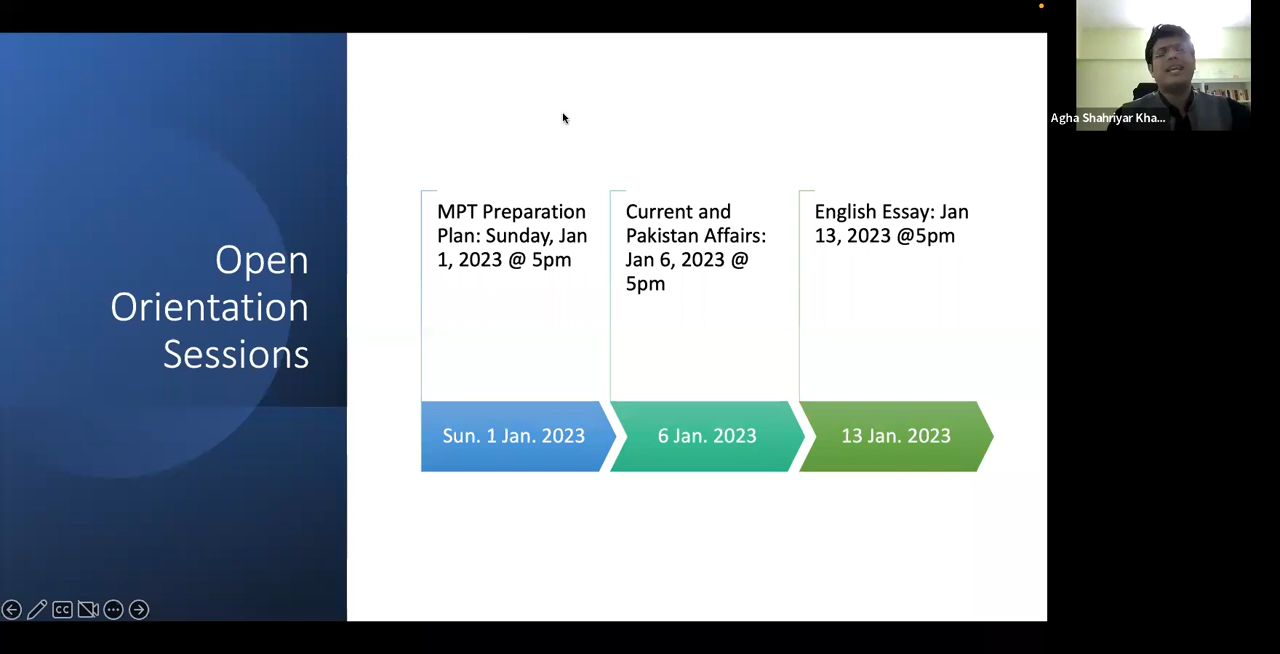 Open
Orientation
Sessions
MPT Preparation
Plan: Sunday, Jan
1, 2023 @ 5pm
Current and
Pakistan Affairs:
Jan 6, 2023 @
5pm
English Essay: Jan
13, 2023 @5pm
Sun. 1 Jan. 2023
6 Jan. 2023
13 Jan. 2023
Agha Shahriyar Kha...
CC